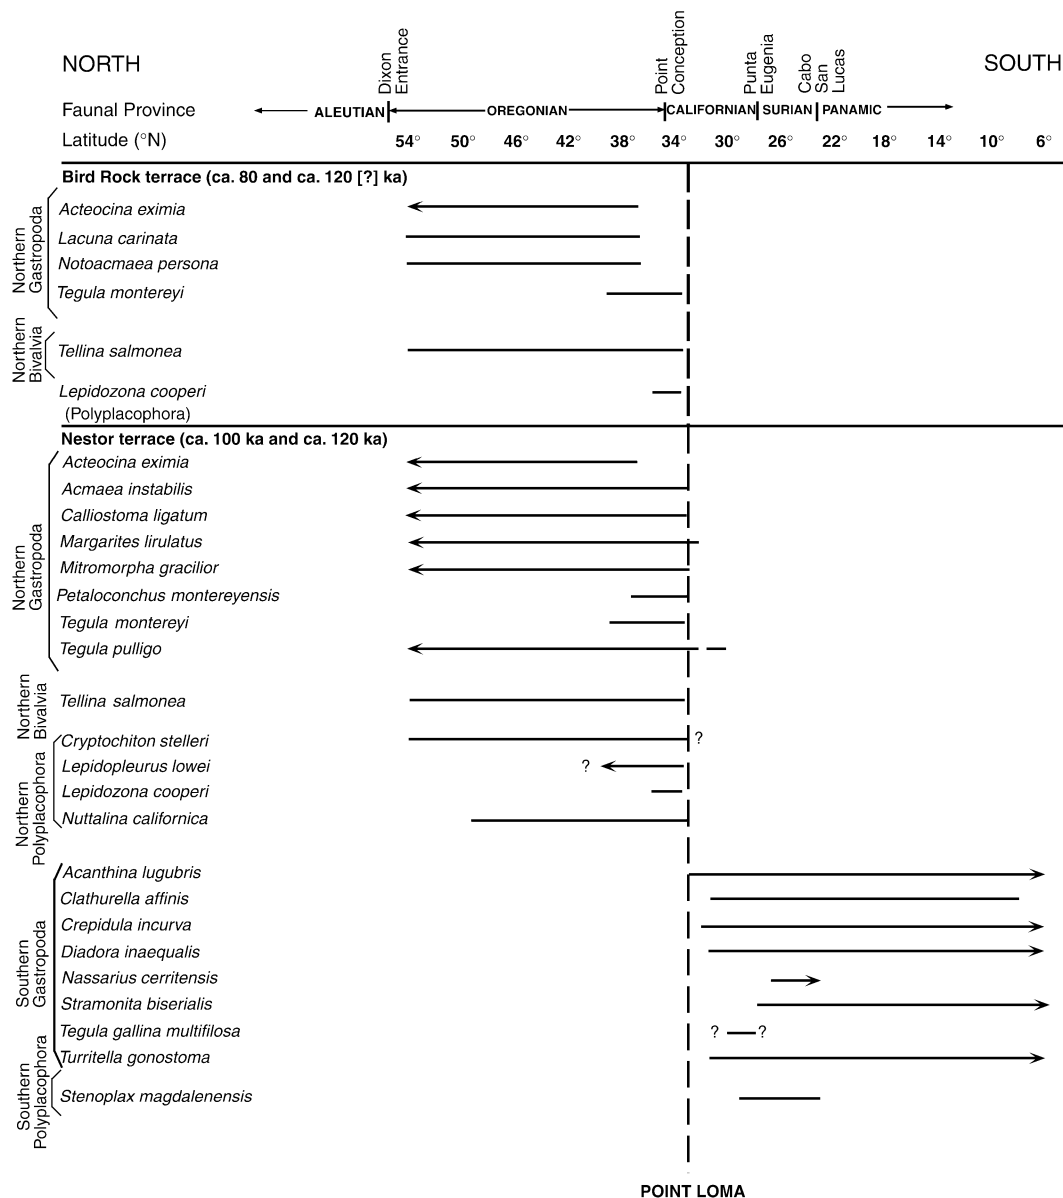 NORTH
Dixon
Entrance
Point
Conception
Punta
Eugenia
Cabo
San
Lucas
SOUTH
Faunal Province
ALEUTIAN OREGONIAN CALIFORNIAN SURIAN PANAMIC
Latitude (°N) 54° 50° 46° 42° 38° 34° 30° 26° 22° 18° 14° 10° 6°
Bird Rock terrace (ca. 80 and ca. 120 [?] ka)
Northern
Gastropoda
Acteocina eximia
Lacuna carinata
Notoacmaea persona
Tegula montereyi
Northern
Bivalvia
Tellina salmonea
Lepidozona cooperi
(Polyplacophora)
Nestor terrace (ca. 100 ka and ca. 120 ka)
Northern
Gastropoda
Acteocina eximia
Acmaea instabilis
Calliostoma ligatum
Margarites lirulatus
Mitromorpha gracilior
Petaloconchus montereyensis
Tegula montereyi
Tegula pulligo
Northern
Bivalvia
Tellina salmonea
Northern
Polyplacophora
Cryptochiton stelleri ?
Lepidopleurus lowei ?
Lepidozona cooperi
Nuttalina californica
Southern
Gastropoda
Acanthina lugubris
Clathurella affinis
Crepidula incurva
Diadora inaequalis
Nassarius cerritensis
Stramonita biserialis
Tegula gallina multifilosa ? ?
Turritella gonostoma
Southern
Polyplacophora
Stenoplax magdalenensis
POINT LOMA